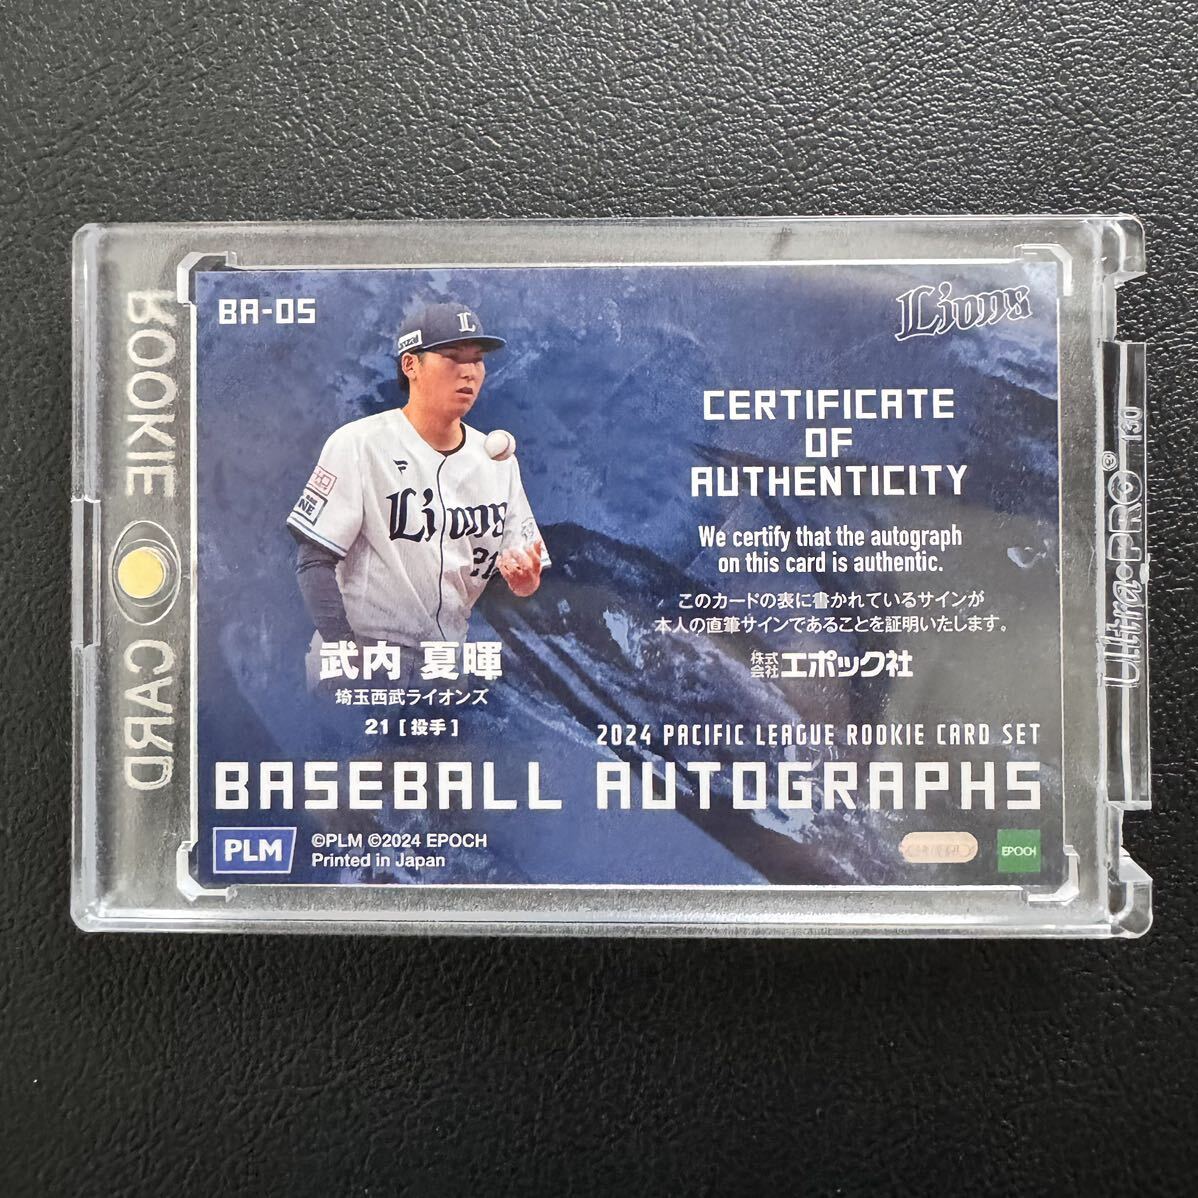 BA-05
Lions
CERTIFICATE
OF
AUTHENTICITY
We certify that the autograph
on this card is authentic.
このカードの表に書かれているサインが
本人の直筆サインであることを証明いたします。
株式会社エポック社
Lions
21
武内 夏暉
埼玉西武ライオンズ
21 [投手]
2024 PACIFIC LEAGUE ROOKIE CARD SET
BASEBALL AUTOGRAPHS
PLM
©PLM ©2024 EPOCH
Printed in Japan
EPOCH
ROOKIE CARD
Ultra•PRO® 130